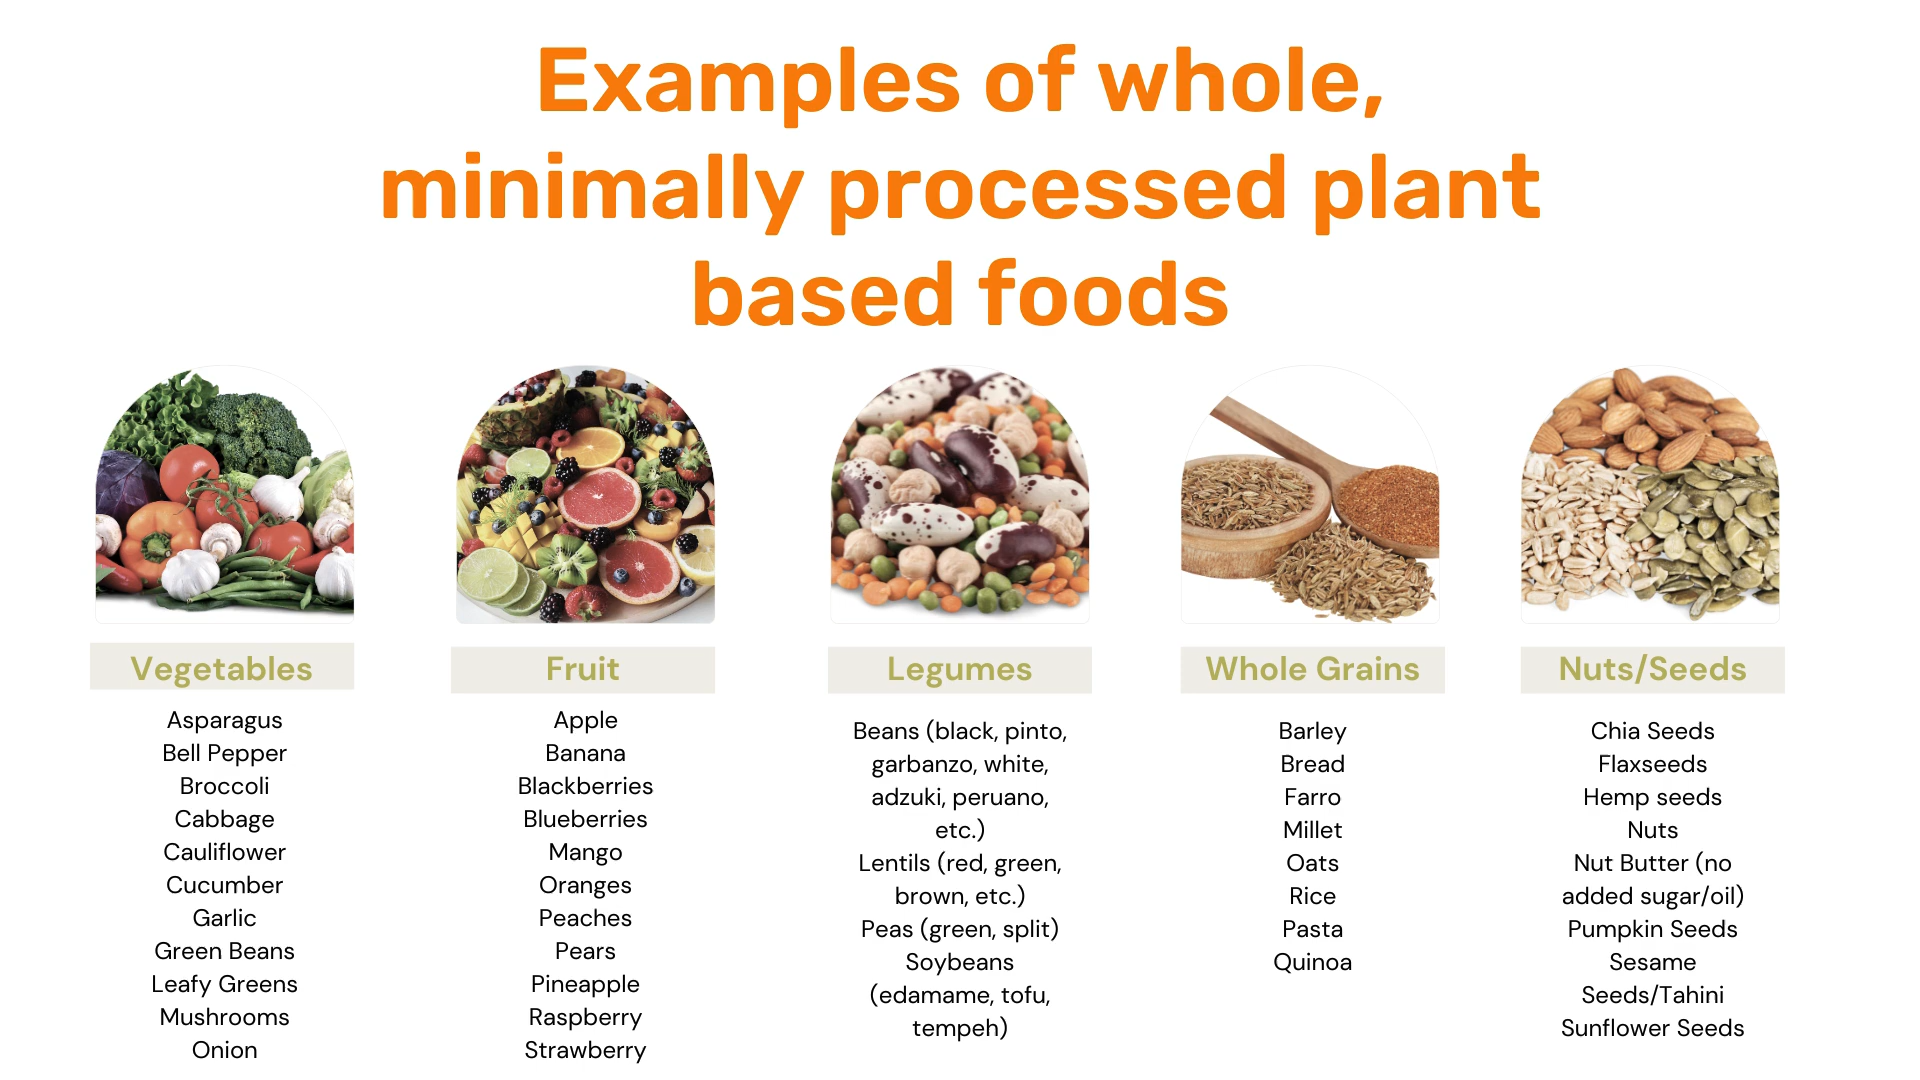 Examples of whole,
minimally processed plant
based foods
Vegetables
Asparagus
Bell Pepper
Broccoli
Cabbage
Cauliflower
Cucumber
Garlic
Green Beans
Leafy Greens
Mushrooms
Onion
Fruit
Apple
Banana
Blackberries
Blueberries
Mango
Oranges
Peaches
Pears
Pineapple
Raspberry
Strawberry
Legumes
Beans (black, pinto,
garbanzo, white,
adzuki, peruano,
etc.)
Lentils (red, green,
brown, etc.)
Peas (green, split)
Soybeans
(edamame, tofu,
tempeh)
Whole Grains
Barley
Bread
Farro
Millet
Oats
Rice
Pasta
Quinoa
Nuts/Seeds
Chia Seeds
Flaxseeds
Hemp seeds
Nuts
Nut Butter (no
added sugar/oil)
Pumpkin Seeds
Sesame
Seeds/Tahini
Sunflower Seeds